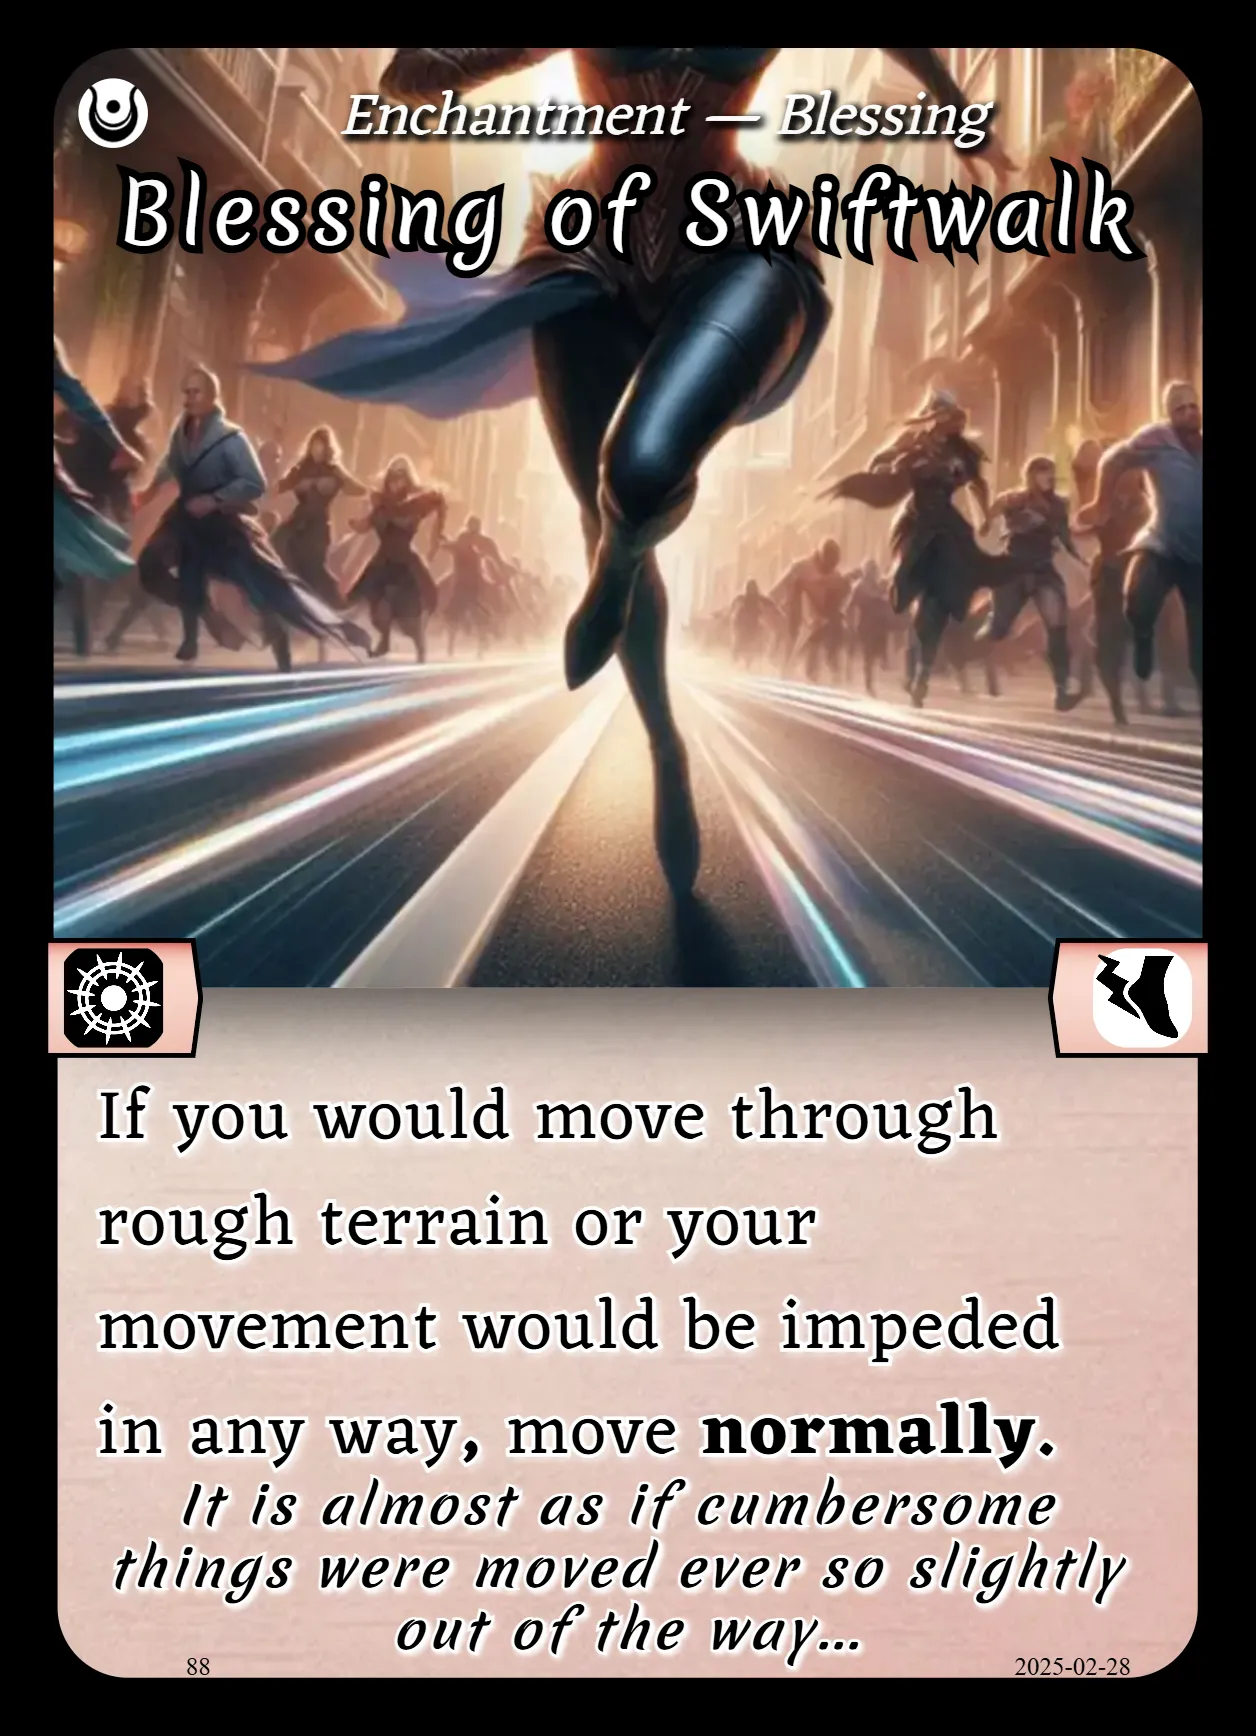 Enchantment — Blessing
Blessing of Swiftwalk
If you would move through
rough terrain or your
movement would be impeded
in any way, move normally.
It is almost as if cumbersome
things were moved ever so slightly
out of the way...
88
2025-02-28